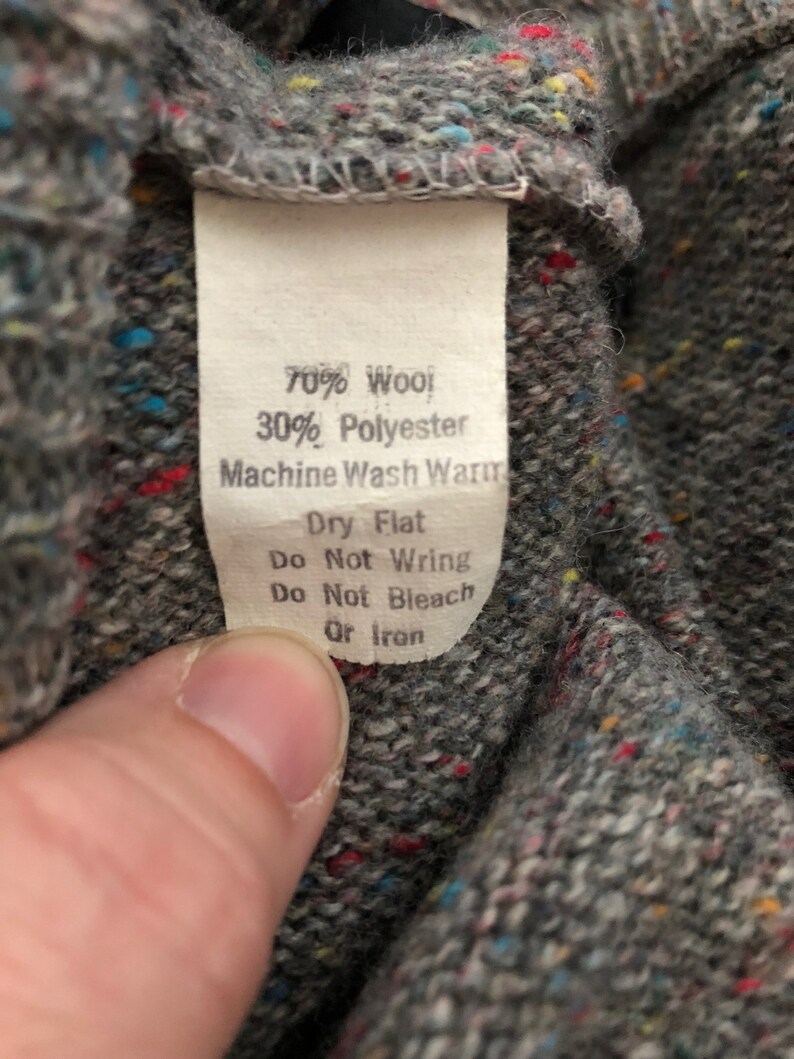 70% Wool
30% Polyester
Machine Wash Warm
Dry Flat
Do Not Wring
Do Not Bleach
Or Iron